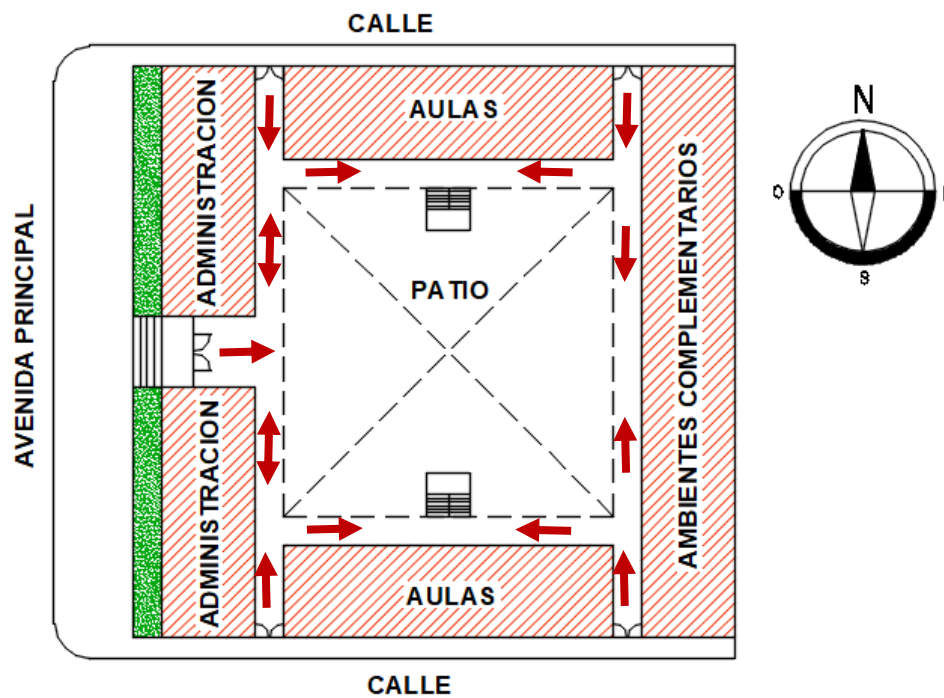 CALLE
AULAS
ADMINISTRACION
N
O
E
S
AVENIDA PRINCIPAL
PATIO
AMBIENTES COMPLEMENTARIOS
ADMINISTRACION
AULAS
CALLE